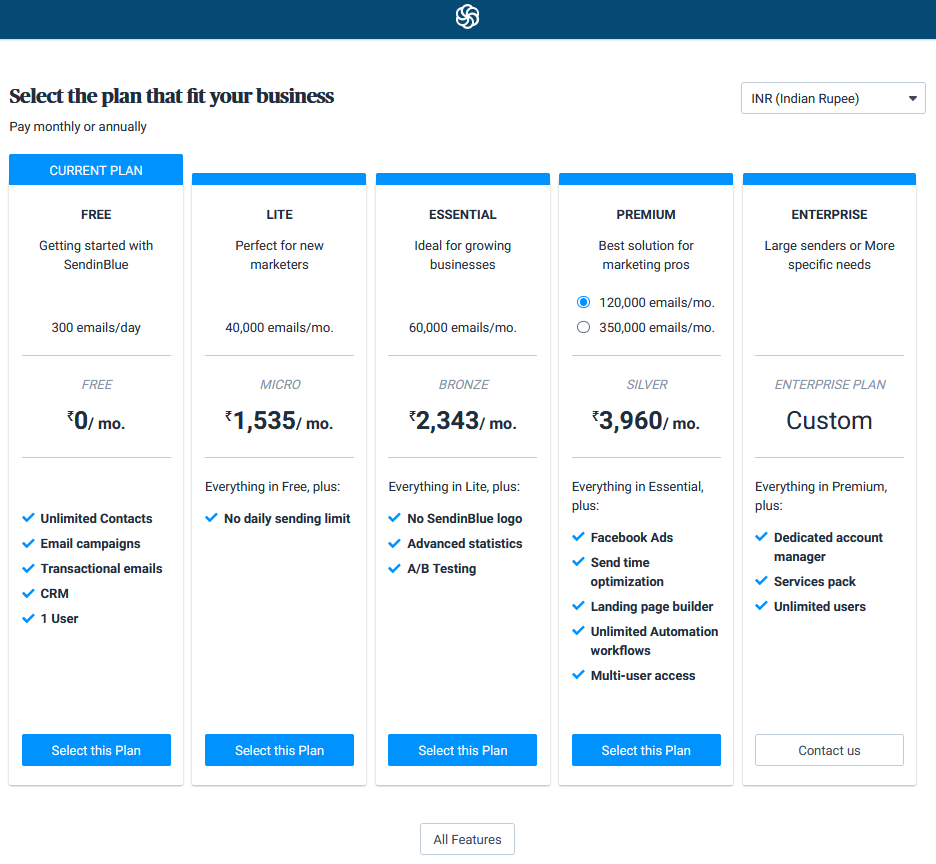 Select the plan that fit your business
INR (Indian Rupee)
Pay monthly or annually
CURRENT PLAN
FREE
Getting started with
SendinBlue
300 emails/day
FREE
₹0/ mo.
Unlimited Contacts
Email campaigns
Transactional emails
CRM
1 User
Select this Plan
LITE
Perfect for new
marketers
40,000 emails/mo.
MICRO
₹1,535/ mo.
Everything in Free, plus:
No daily sending limit
Select this Plan
ESSENTIAL
Ideal for growing
businesses
60,000 emails/mo.
BRONZE
₹2,343/ mo.
Everything in Lite, plus:
No SendinBlue logo
Advanced statistics
A/B Testing
Select this Plan
PREMIUM
Best solution for
marketing pros
120,000 emails/mo.
350,000 emails/mo.
SILVER
₹3,960/ mo.
Everything in Essential,
plus:
Facebook Ads
Send time
optimization
Landing page builder
Unlimited Automation
workflows
Multi-user access
Select this Plan
ENTERPRISE
Large senders or More
specific needs
ENTERPRISE PLAN
Custom
Everything in Premium,
plus:
Dedicated account
manager
Services pack
Unlimited users
Contact us
All Features